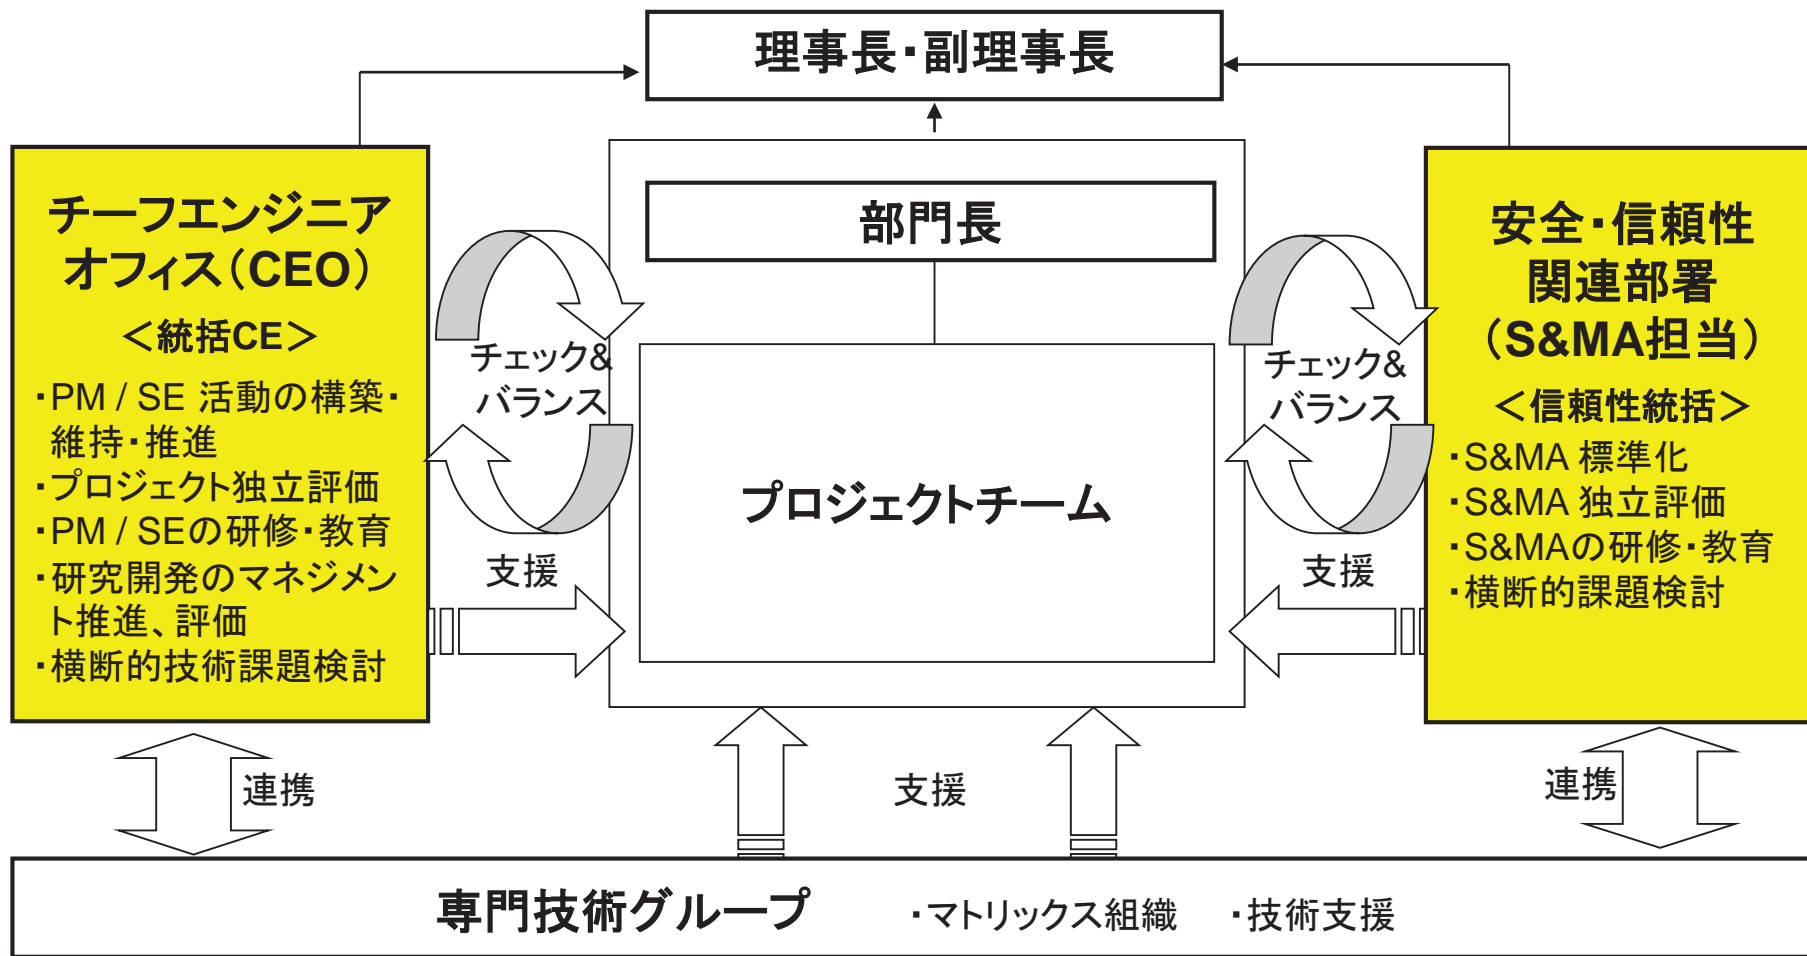 理事長・副理事長
チーフエンジニア
オフィス(CEO)
＜統括CE＞
・PM / SE 活動の構築・
維持・推進
・プロジェクト独立評価
・PM / SEの研修・教育
・研究開発のマネジメン
ト推進、評価
・横断的技術課題検討
チェック&
バランス
支援
部門長
プロジェクトチーム
チェック&
バランス
支援
安全・信頼性
関連部署
（S&MA担当）
＜信頼性統括＞
・S&MA 標準化
・S&MA 独立評価
・S&MAの研修・教育
・横断的課題検討
連携
支援
連携
専門技術グループ ・マトリックス組織 ・技術支援